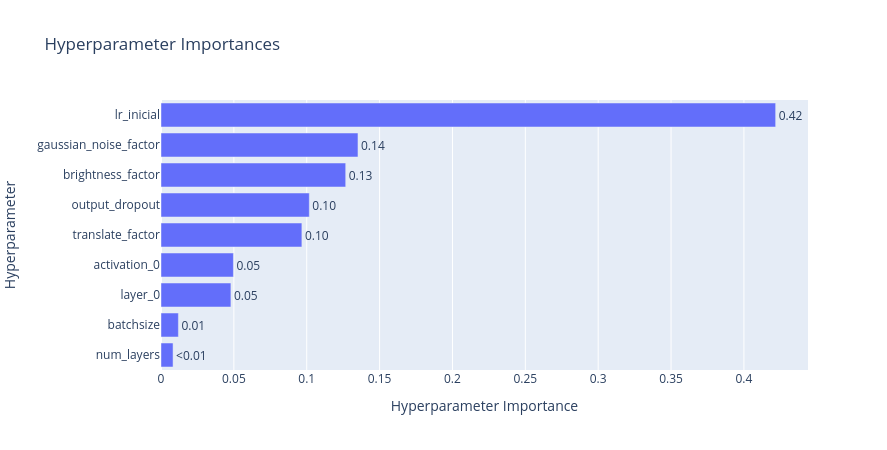 Hyperparameter Importances
Hyperparameter
lr_inicial 0.42
gaussian_noise_factor 0.14
brightness_factor 0.13
output_dropout 0.10
translate_factor 0.10
activation_0 0.05
layer_0 0.05
batchsize 0.01
num_layers <0.01
0 0.05 0.1 0.15 0.2 0.25 0.3 0.35 0.4
Hyperparameter Importance